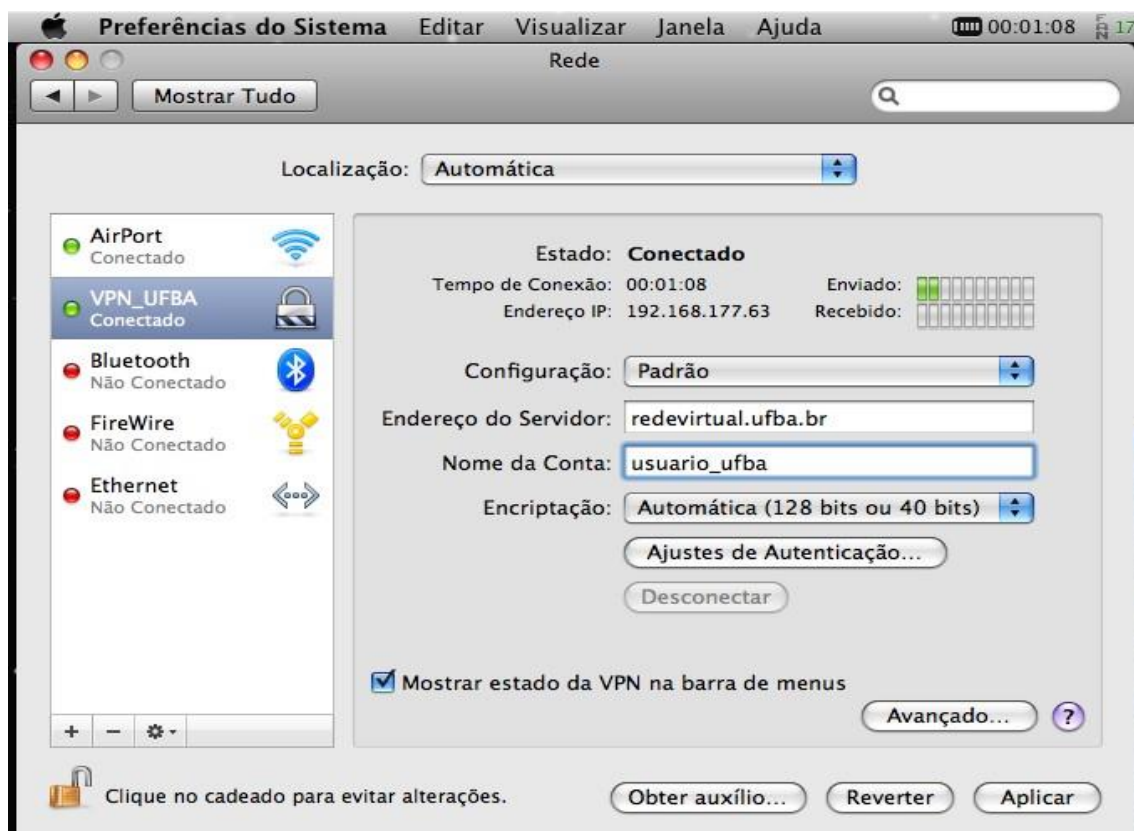 Preferências do Sistema Editar Visualizar Janela Ajuda 00:01:08 FAN 17
Rede
Mostrar Tudo
Localização: Automática
AirPort
Conectado
VPN_UFBA
Conectado
Bluetooth
Não Conectado
FireWire
Não Conectado
Ethernet
Não Conectado
Estado: Conectado
Tempo de Conexão: 00:01:08 Enviado:
Endereço IP: 192.168.177.63 Recebido:
Configuração: Padrão
Endereço do Servidor: redevirtual.ufba.br
Nome da Conta: usuario_ufba
Encriptação: Automática (128 bits ou 40 bits)
Ajustes de Autenticação...
Desconectar
Mostrar estado da VPN na barra de menus
Avançado... ?
Clique no cadeado para evitar alterações.
Obter auxílio... Reverter Aplicar